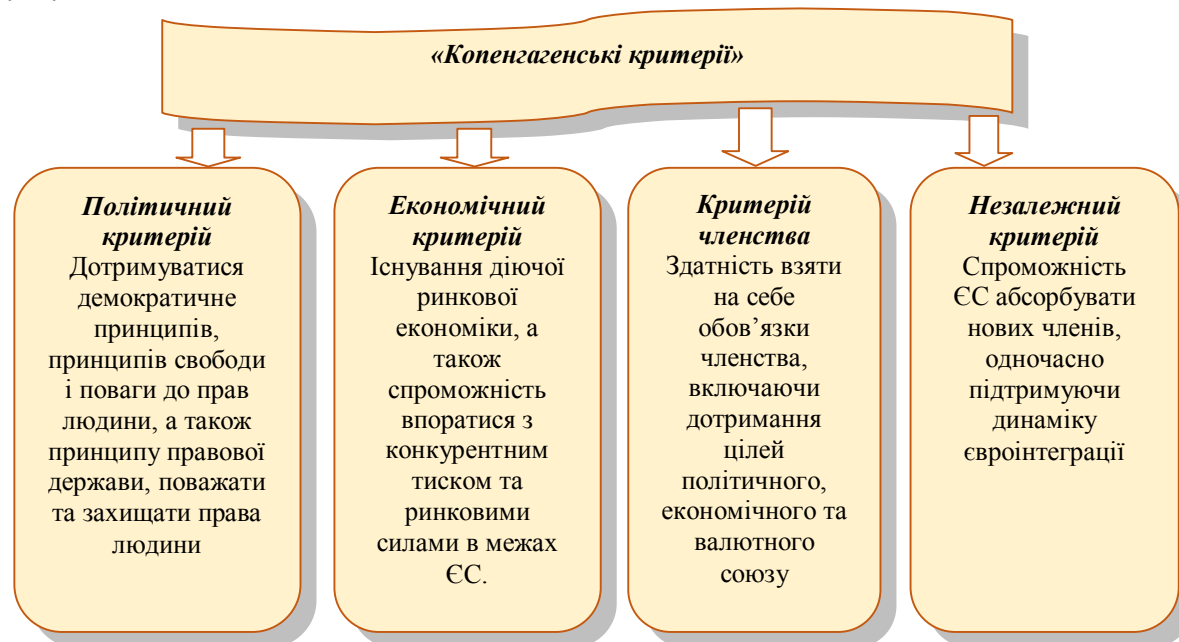 «Копенгагенські критерії»
Політичний
критерій
Дотримуватися
демократичне
принципів,
принципів свободи
і поваги до прав
людини, а також
принципу правової
держави, поважати
та захищати права
людини
Економічний
критерій
Існування діючої
ринкової
економіки, а
також
спроможність
впоратися з
конкурентним
тиском та
ринковими
силами в межах
ЄС.
Критерій
членства
Здатність взяти
на себе
обов’язки
членства,
включаючи
дотримання
цілей
політичного,
економічного та
валютного
союзу
Незалежний
критерій
Спроможність
ЄС абсорбувати
нових членів,
одночасно
підтримуючи
динаміку
євроінтеграції